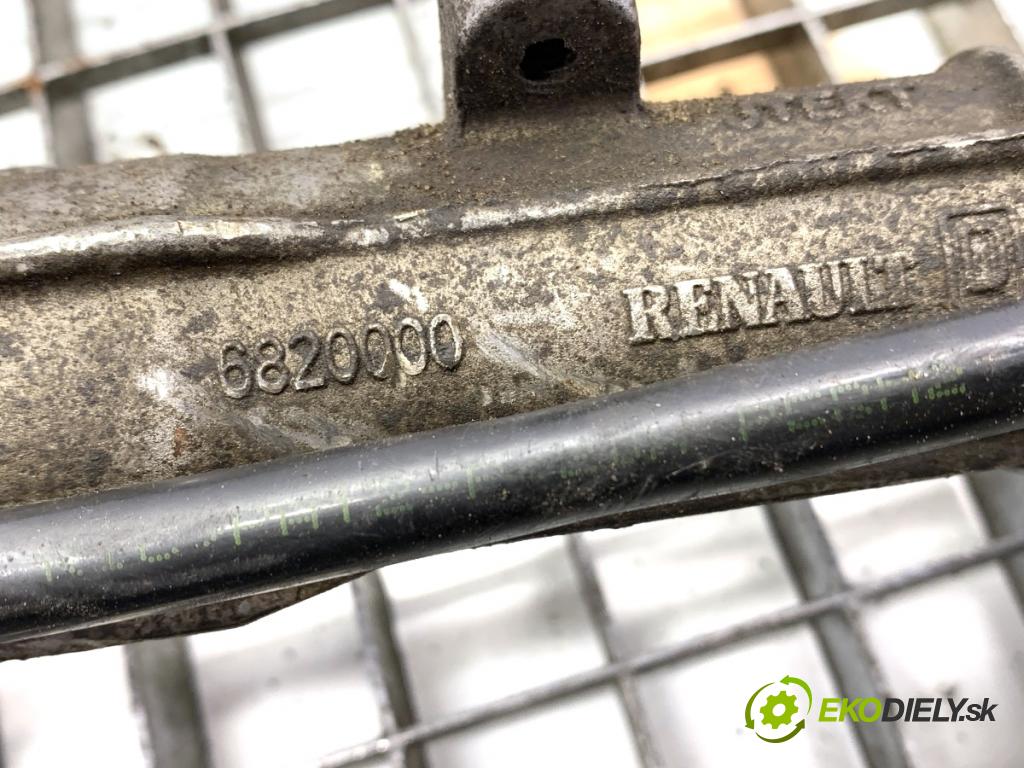 6820000
RENAULT D
EKODIELY.sk